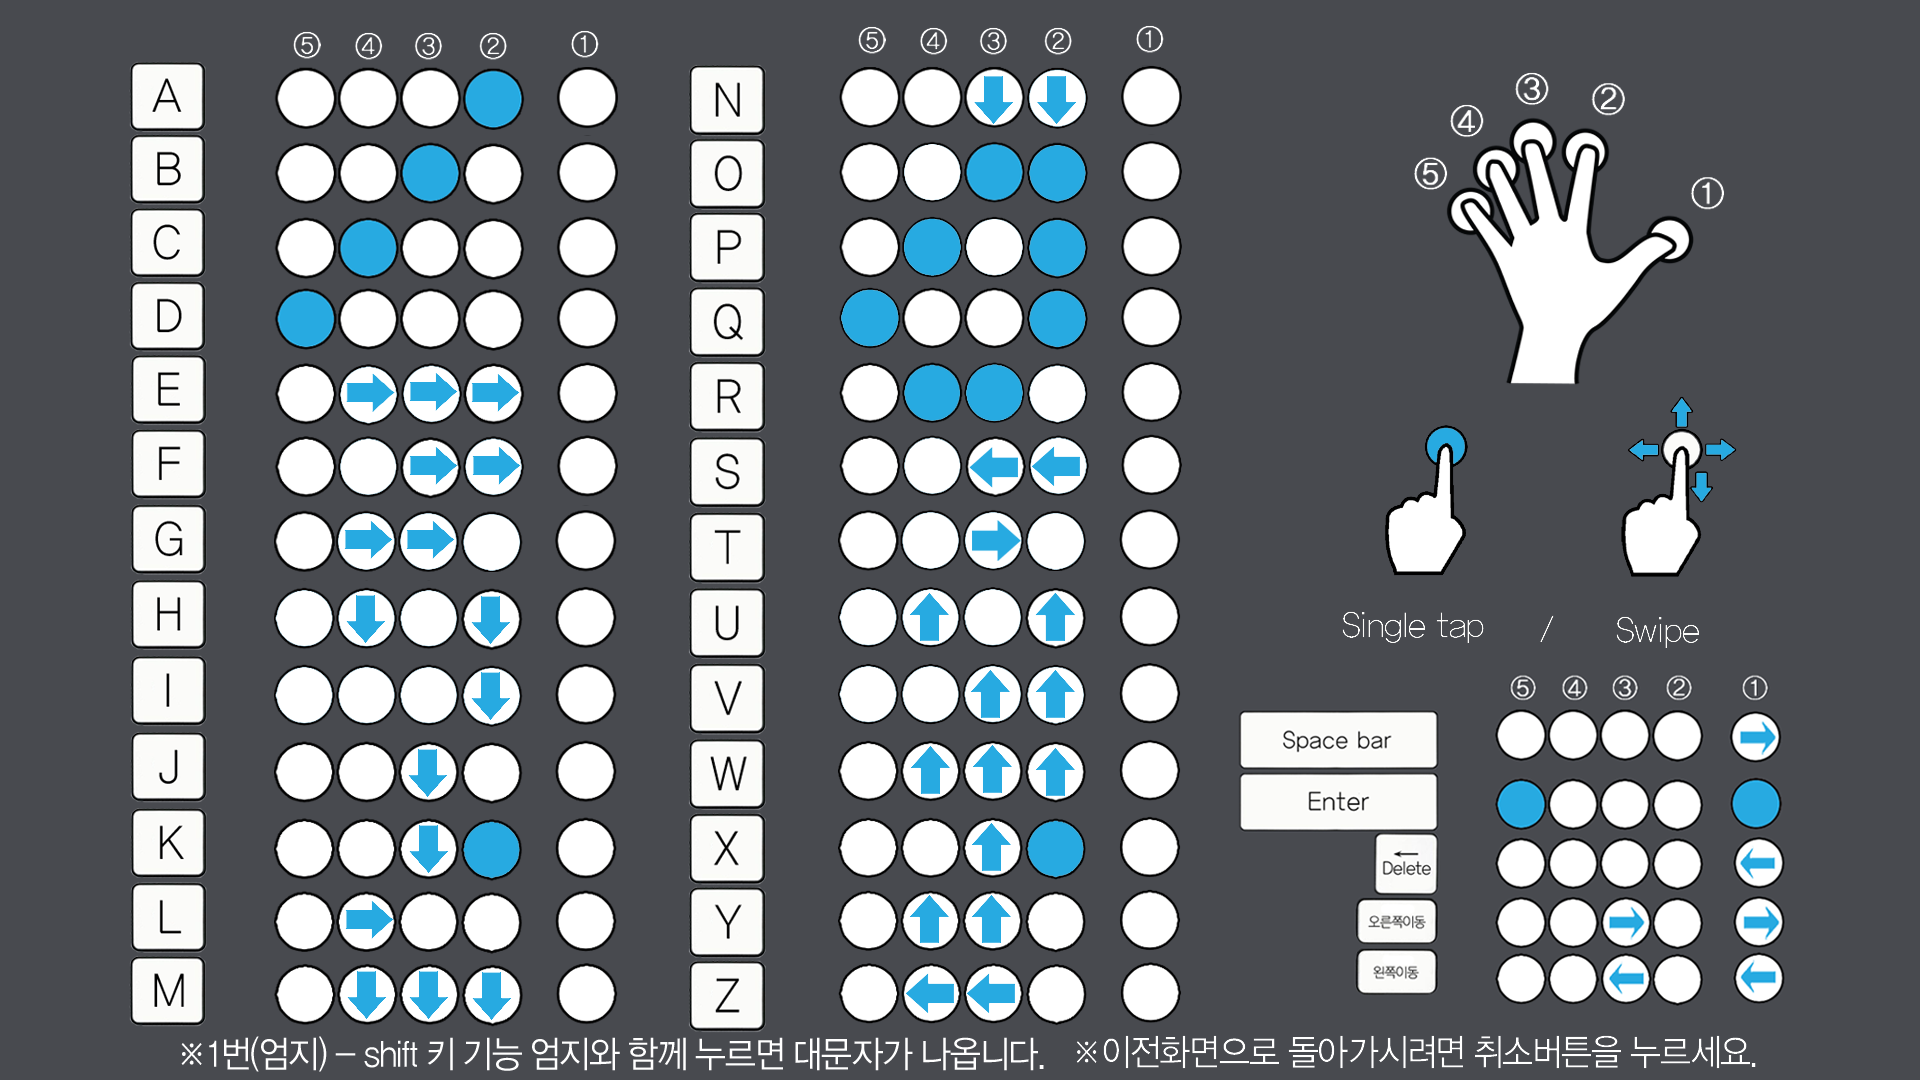 ⑤ ④ ③ ② ①
A
B
C
D
E
F
G
H
I
J
K
L
M
⑤ ④ ③ ② ①
N
O
P
Q
R
S
T
U
V
W
X
Y
Z
③ ②
④
⑤ ①
Single tap / Swipe
⑤ ④ ③ ② ①
Space bar
Enter
Delete
오른쪽이동
왼쪽이동
※1번(엄지) – shift 키 기능 엄지와 함께 누르면 대문자가 나옵니다. ※이전화면으로 돌아가시려면 취소버튼을 누르세요.